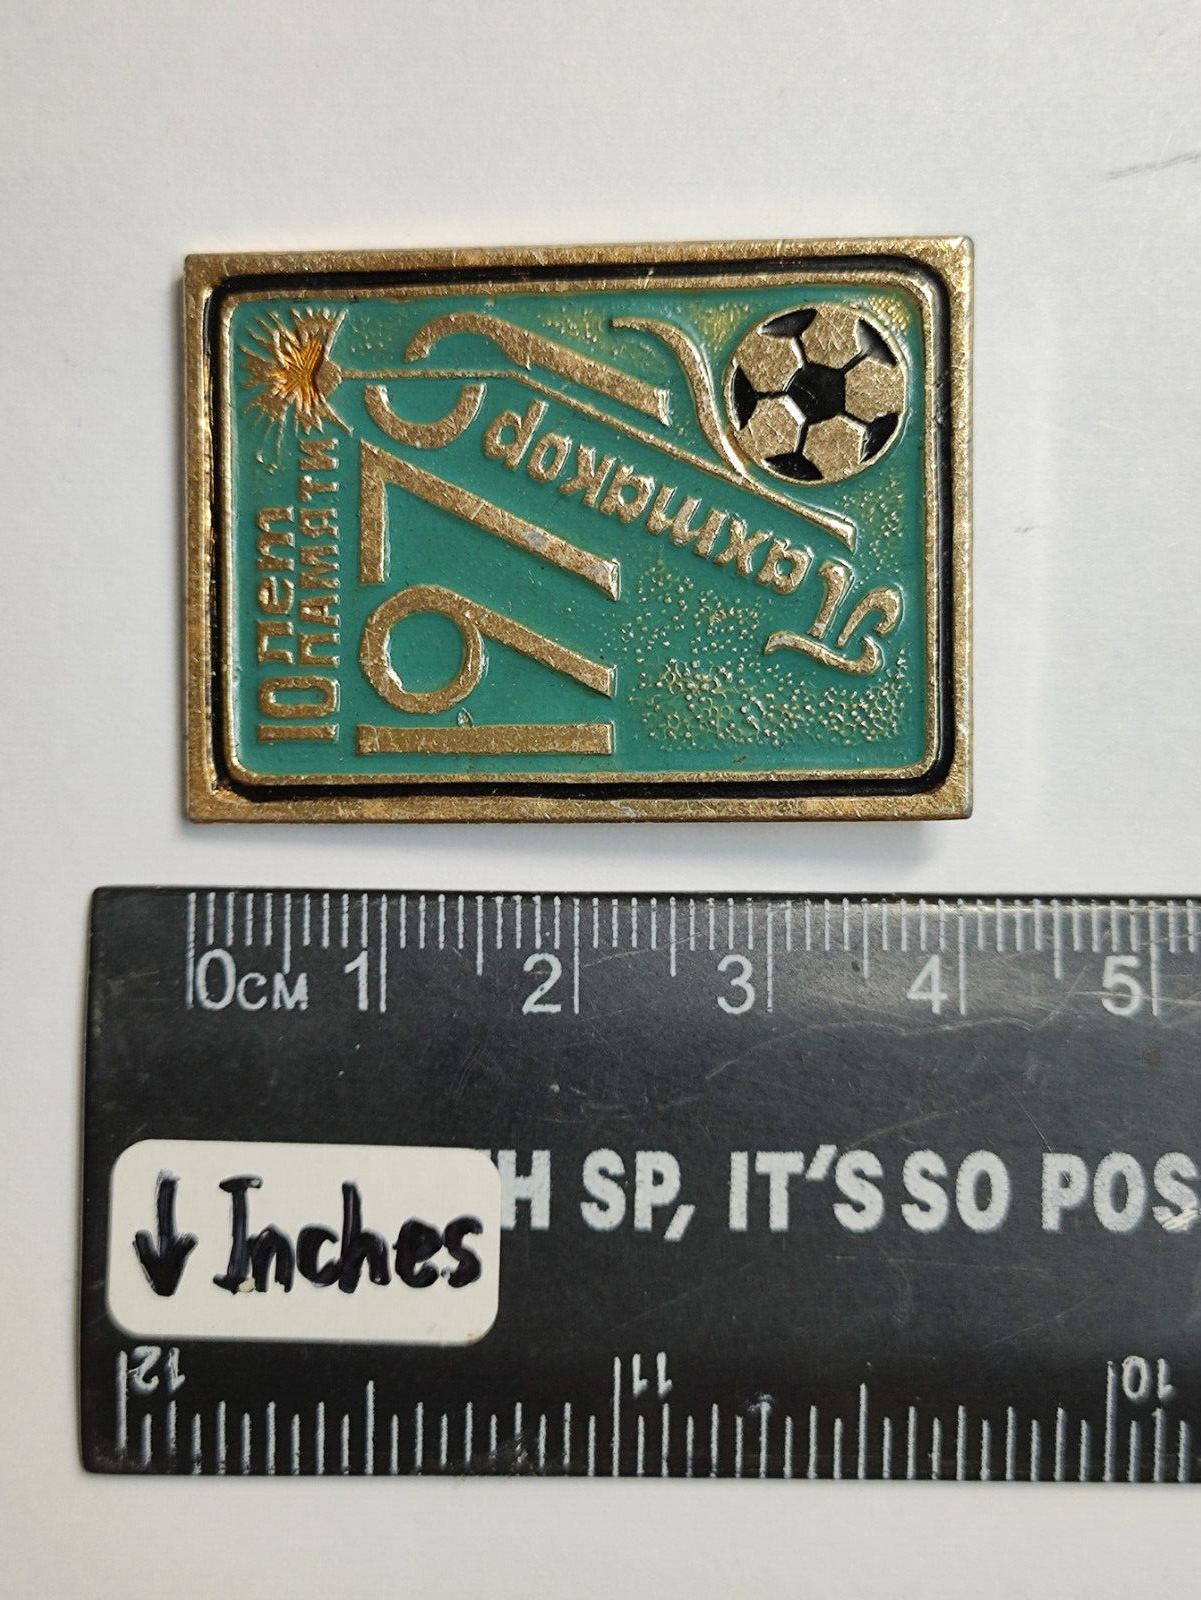 10 лет
ПАМЯТИ
1979
Пахтакор
0CM 1 2 3 4 5
H SP, IT'S SO POS
↓ Inches
12 11 10